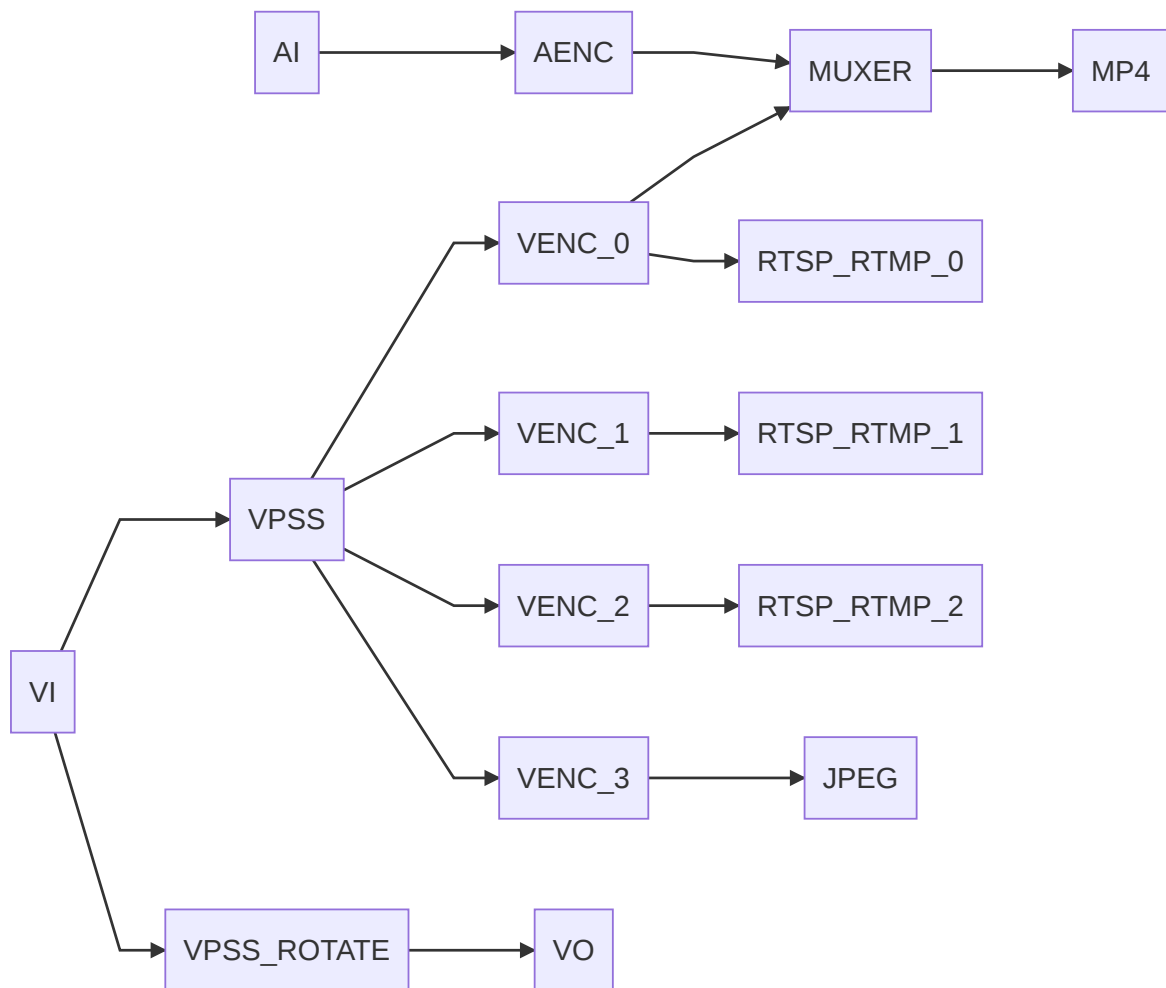 AI
AENC
MUXER
MP4
VENC_0
RTSP_RTMP_0
VENC_1
RTSP_RTMP_1
VPSS
VENC_2
RTSP_RTMP_2
VI
VENC_3
JPEG
VPSS_ROTATE
VO